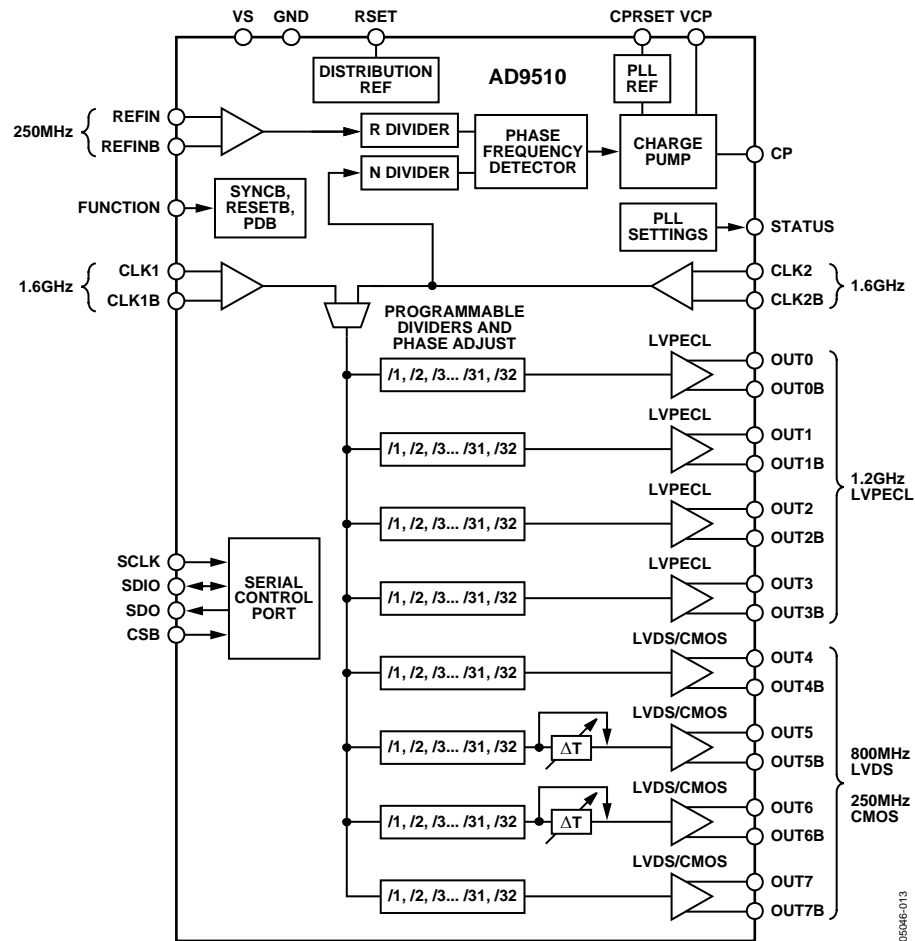 VS GND RSET CPRSET VCP
DISTRIBUTION
REF
AD9510
PLL
REF
250MHz
REFIN
REFINB
R DIVIDER
N DIVIDER
PHASE
FREQUENCY
DETECTOR
CHARGE
PUMP
CP
FUNCTION
SYNCB,
RESETB,
PDB
PLL
SETTINGS
STATUS
1.6GHz
CLK1
CLK1B
CLK2
CLK2B
1.6GHz
PROGRAMMABLE
DIVIDERS AND
PHASE ADJUST
/1, /2, /3... /31, /32
LVPECL
OUT0
OUT0B
/1, /2, /3... /31, /32
LVPECL
OUT1
OUT1B
/1, /2, /3... /31, /32
LVPECL
OUT2
OUT2B
/1, /2, /3... /31, /32
LVPECL
OUT3
OUT3B
1.2GHz
LVPECL
SCLK
SDIO
SDO
CSB
SERIAL
CONTROL
PORT
/1, /2, /3... /31, /32
LVDS/CMOS
OUT4
OUT4B
/1, /2, /3... /31, /32
ΔT
LVDS/CMOS
OUT5
OUT5B
/1, /2, /3... /31, /32
ΔT
LVDS/CMOS
OUT6
OUT6B
/1, /2, /3... /31, /32
LVDS/CMOS
OUT7
OUT7B
800MHz
LVDS
250MHz
CMOS
05046-013